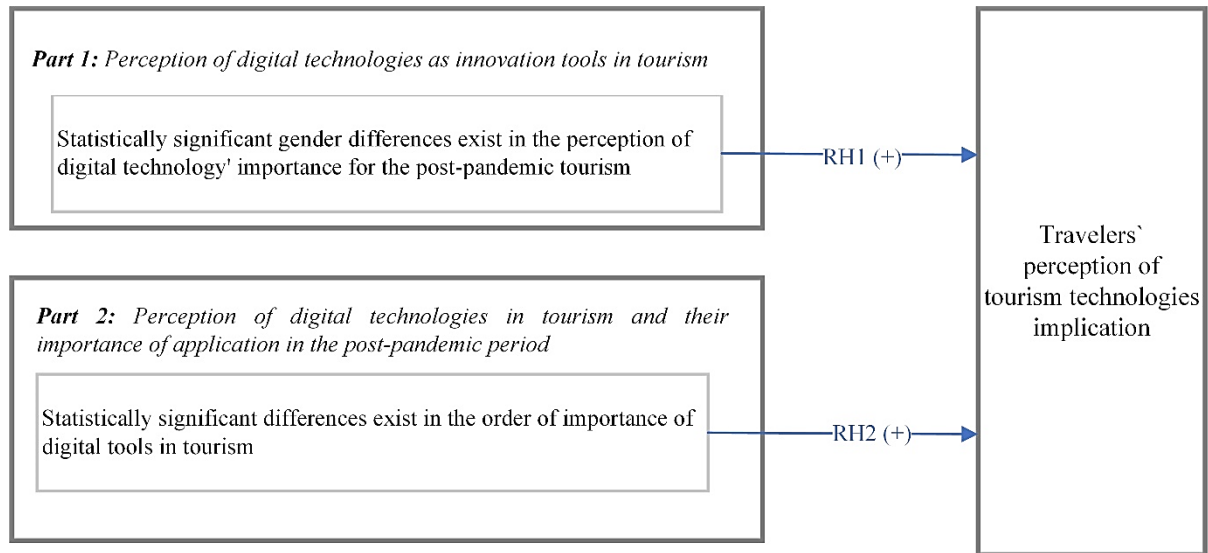 Part 1: Perception of digital technologies as innovation tools in tourism
Statistically significant gender differences exist in the perception of
digital technology' importance for the post-pandemic tourism
RH1 (+)
Part 2: Perception of digital technologies in tourism and their
importance of application in the post-pandemic period
Statistically significant differences exist in the order of importance of
digital tools in tourism
RH2 (+)
Travelers`
perception of
tourism technologies
implication